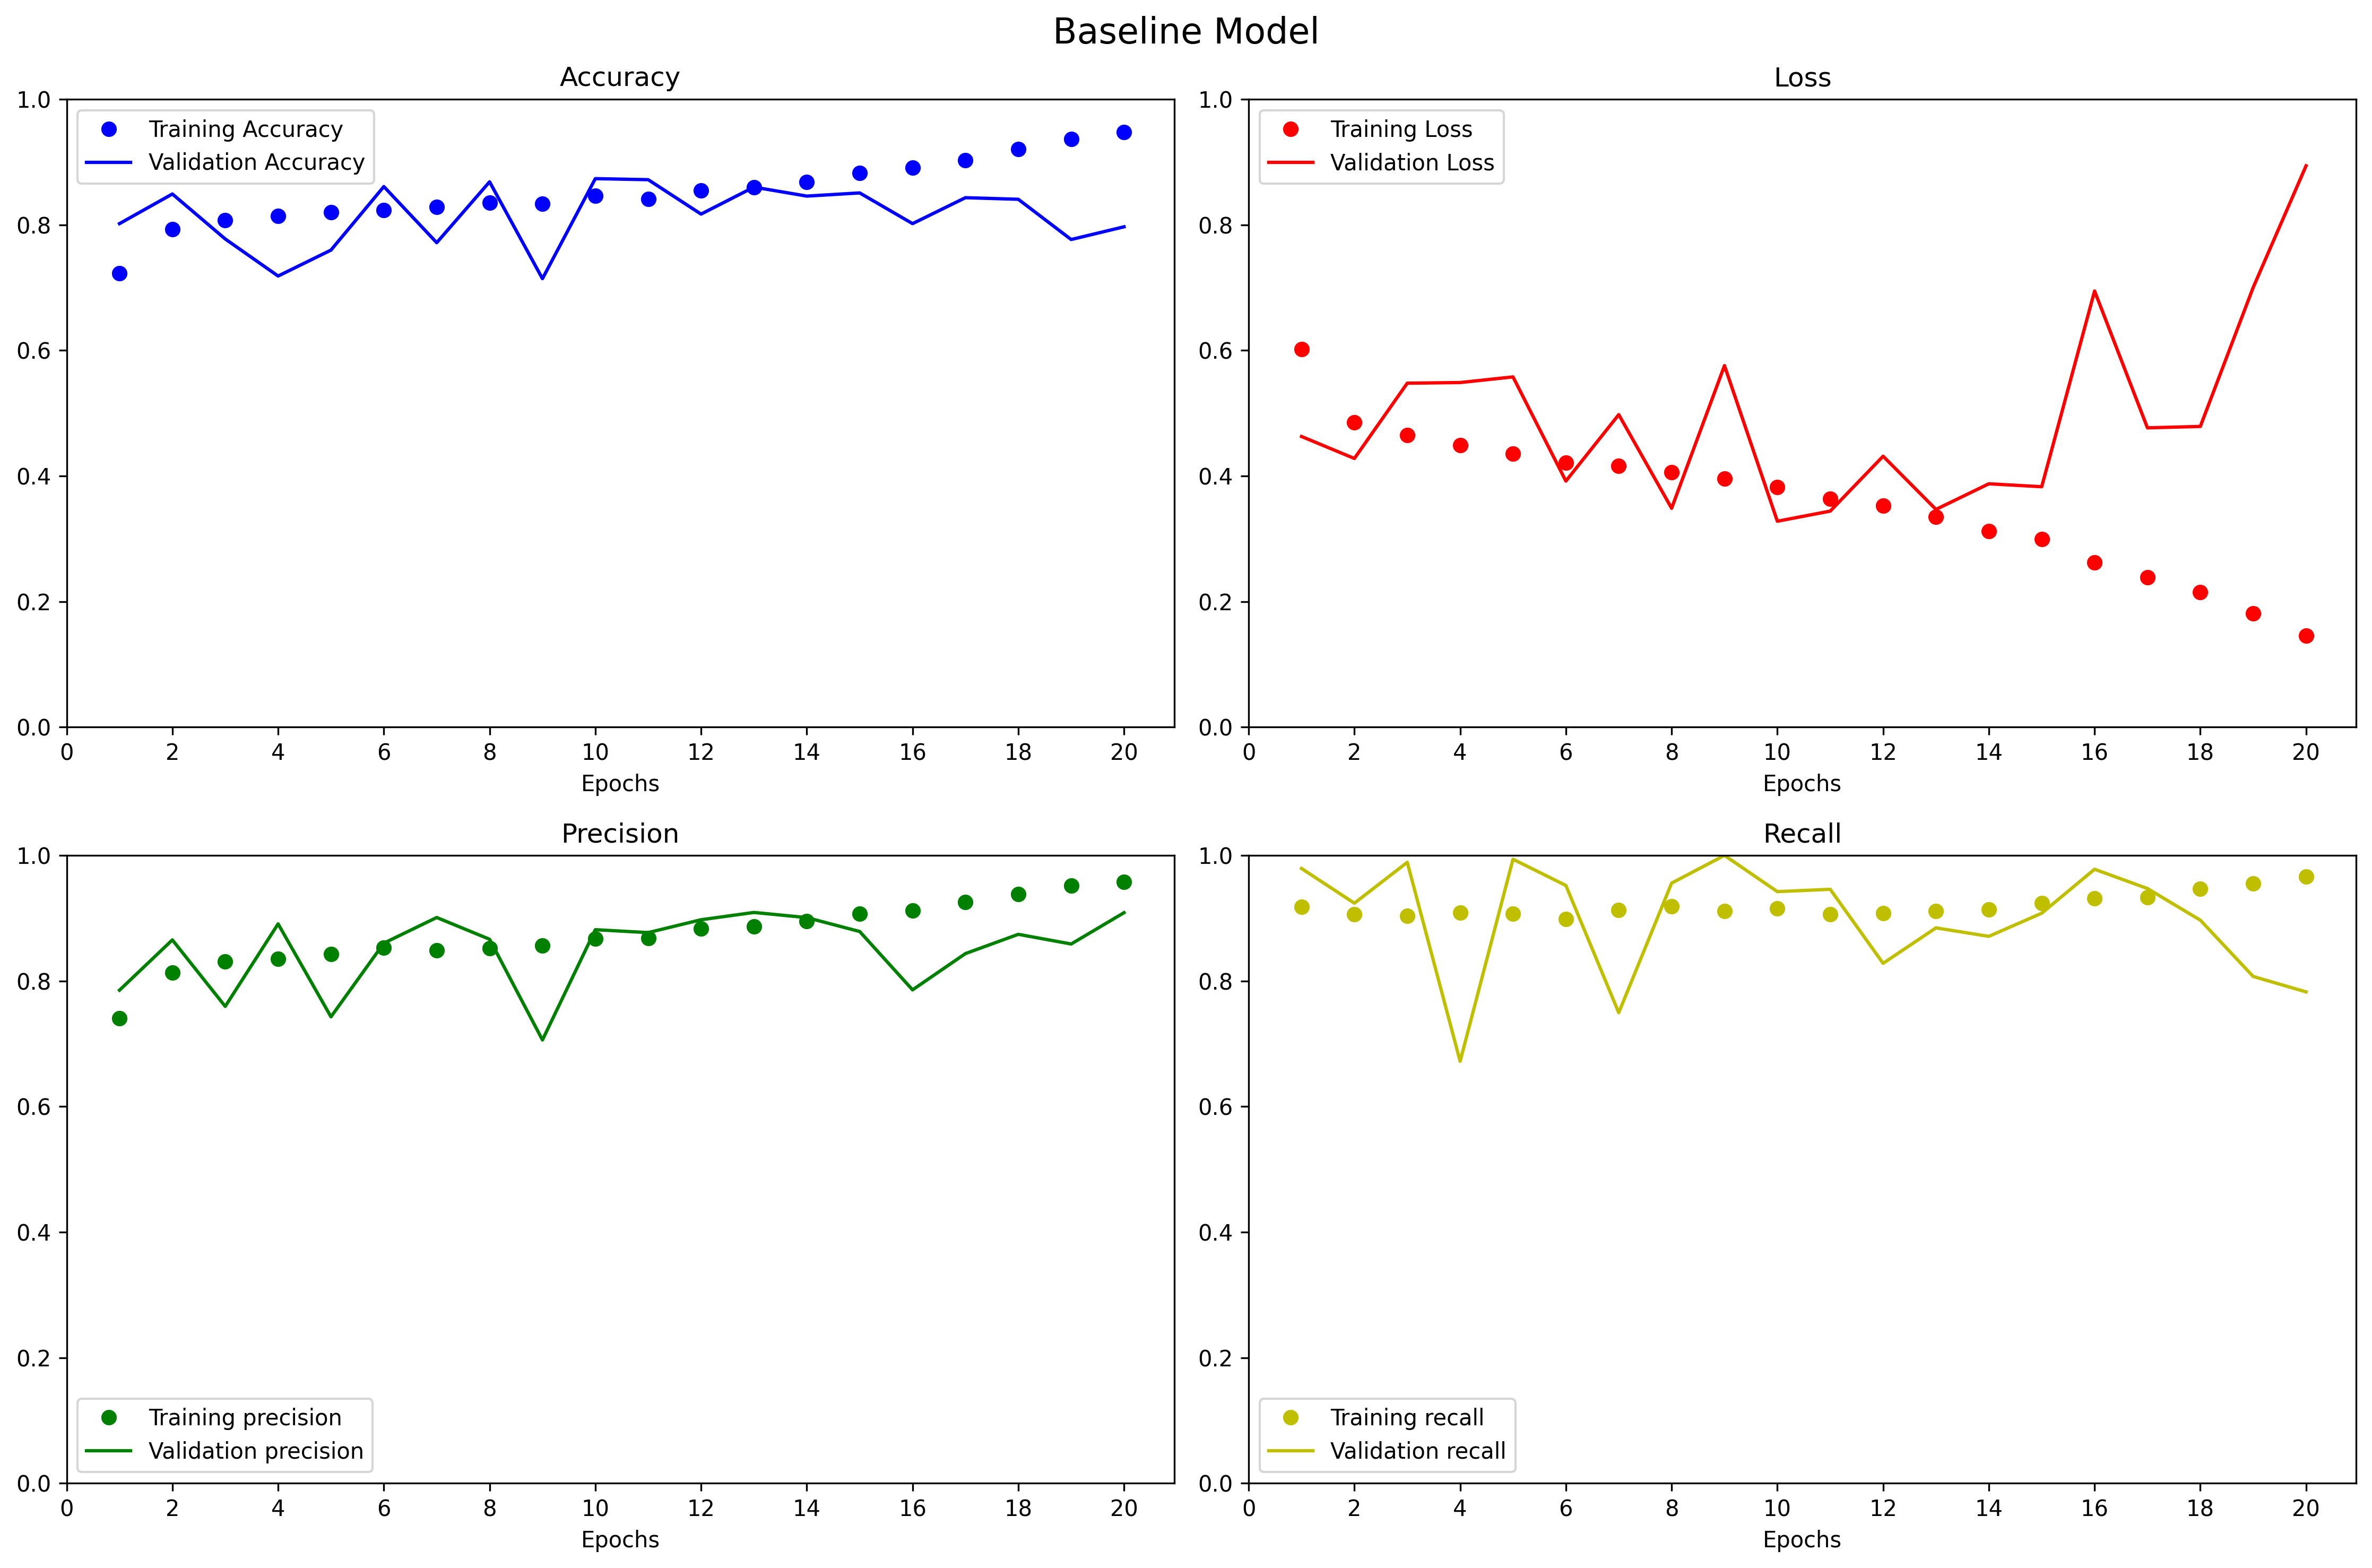 Baseline Model
Accuracy
1.0
0.8
0.6
0.4
0.2
0.0
Training Accuracy
Validation Accuracy
0 2 4 6 8 10 12 14 16 18 20
Epochs
Loss
1.0
0.8
0.6
0.4
0.2
0.0
Training Loss
Validation Loss
0 2 4 6 8 10 12 14 16 18 20
Epochs
Precision
1.0
0.8
0.6
0.4
0.2
0.0
Training precision
Validation precision
0 2 4 6 8 10 12 14 16 18 20
Epochs
Recall
1.0
0.8
0.6
0.4
0.2
0.0
Training recall
Validation recall
0 2 4 6 8 10 12 14 16 18 20
Epochs